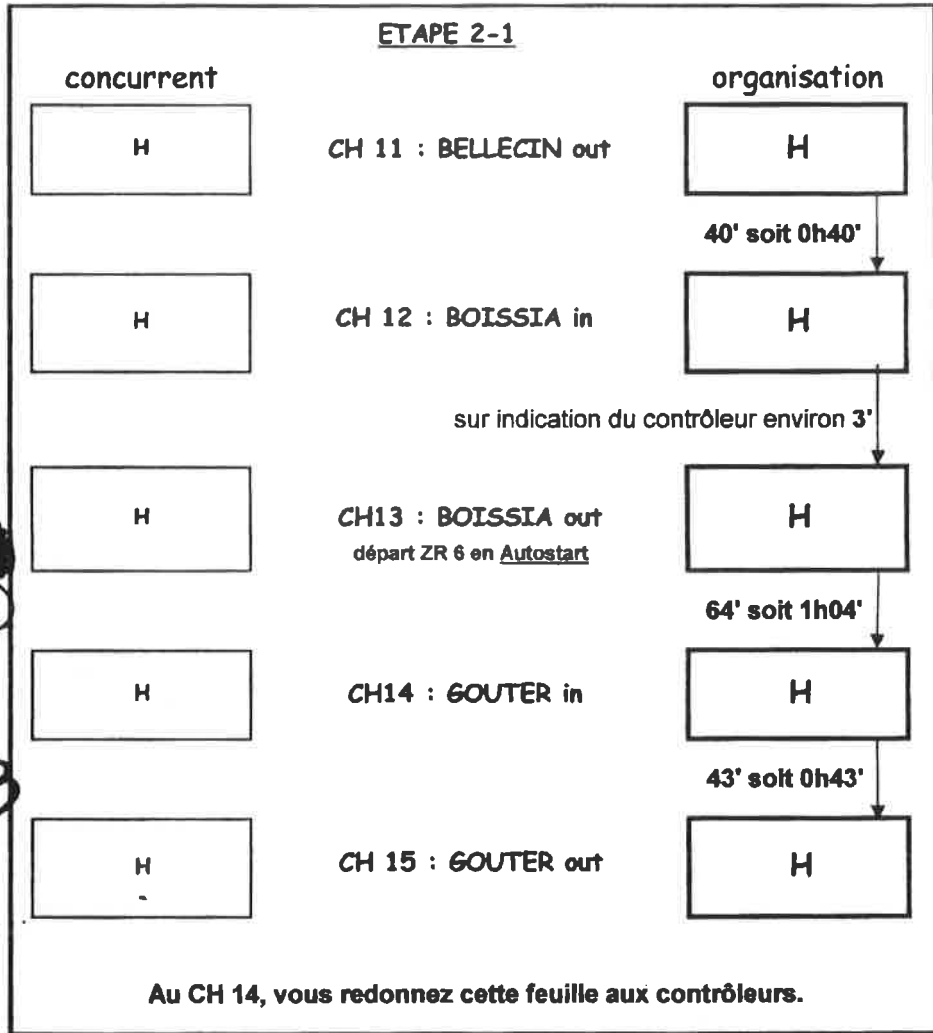 ETAPE 2-1
concurrent organisation
H CH 11 : BELLECIN out H
40' soit 0h40'
H CH 12 : BOISSIA in H
sur indication du contrôleur environ 3'
H CH13 : BOISSIA out H
départ ZR 6 en Autostart
64' soit 1h04'
H CH14 : GOUTER in H
43' soit 0h43'
H CH 15 : GOUTER out H
Au CH 14, vous redonnez cette feuille aux contrôleurs.